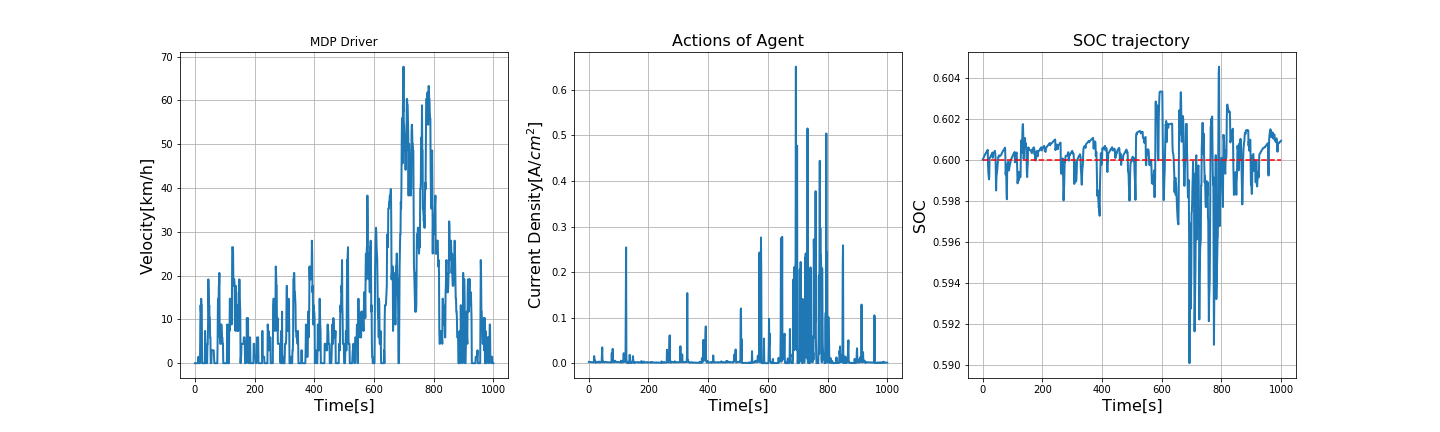 MDP Driver
Velocity[km/h]
70
60
50
40
30
20
10
0
0 200 400 600 800 1000
Time[s]
Actions of Agent
Current Density[A/cm²]
0.6
0.5
0.4
0.3
0.2
0.1
0.0
0 200 400 600 800 1000
Time[s]
SOC trajectory
SOC
0.604
0.602
0.600
0.598
0.596
0.594
0.592
0.590
0 200 400 600 800 1000
Time[s]